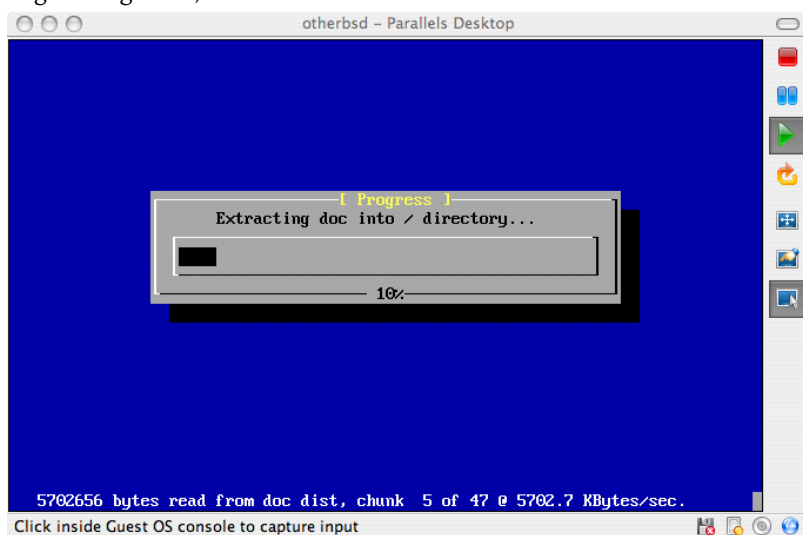 otherbsd – Parallels Desktop
[ Progress ]
Extracting doc into / directory...
10%
5702656 bytes read from doc dist, chunk  5 of 47 @ 5702.7 KBytes/sec.
Click inside Guest OS console to capture input